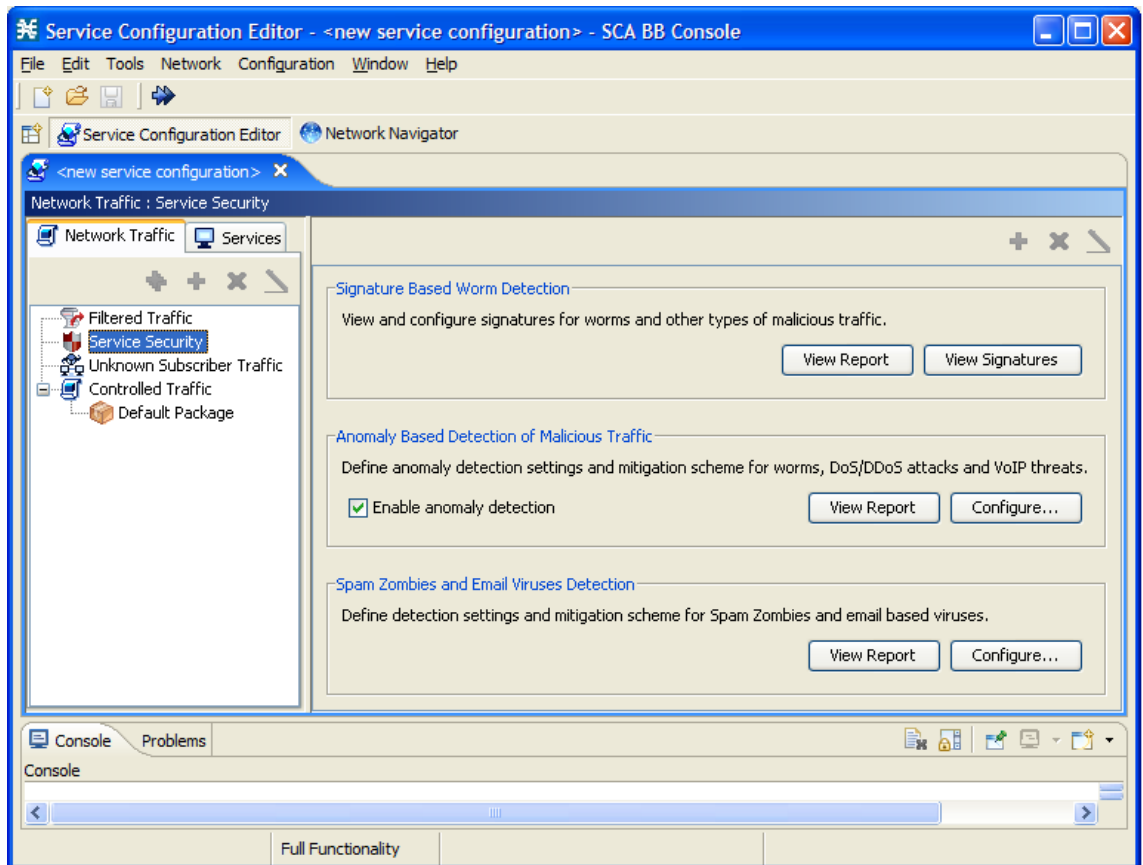 Service Configuration Editor - <new service configuration> - SCA BB Console
File Edit Tools Network Configuration Window Help
Service Configuration Editor Network Navigator
<new service configuration>
Network Traffic : Service Security
Network Traffic Services
Filtered Traffic
Service Security
Unknown Subscriber Traffic
Controlled Traffic
Default Package
Signature Based Worm Detection
View and configure signatures for worms and other types of malicious traffic.
View Report View Signatures
Anomaly Based Detection of Malicious Traffic
Define anomaly detection settings and mitigation scheme for worms, DoS/DDoS attacks and VoIP threats.
Enable anomaly detection View Report Configure...
Spam Zombies and Email Viruses Detection
Define detection settings and mitigation scheme for Spam Zombies and email based viruses.
View Report Configure...
Console Problems
Console
Full Functionality